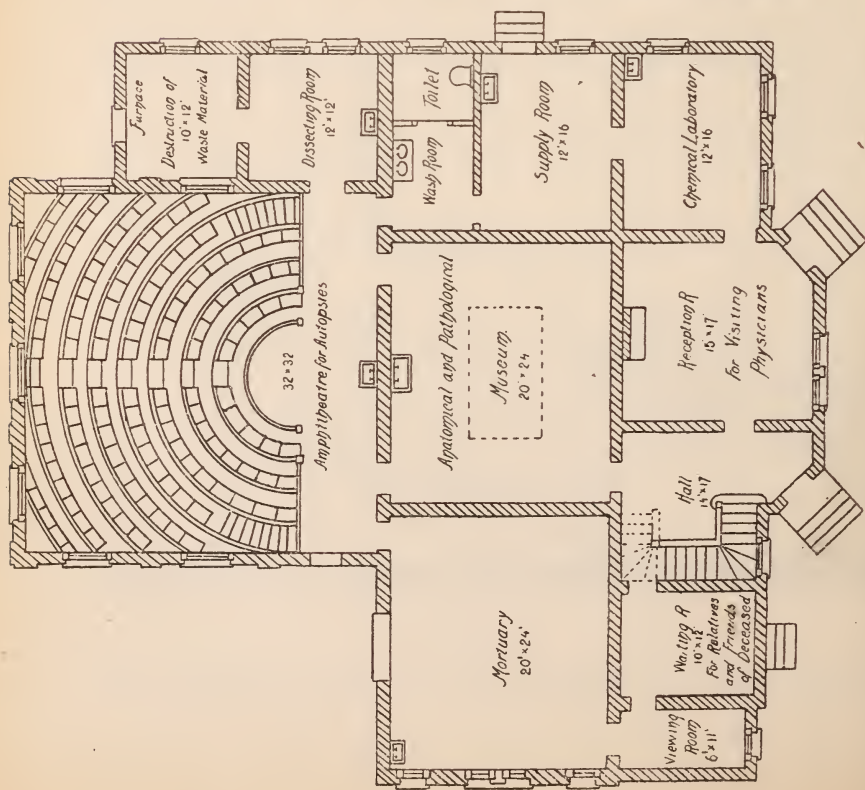 Furnace
Destruction of
10' × 12'
Waste Material
Dissecting Room
12' × 12'
Toilet
Wash Room
Supply Room
12' × 16
Chemical Laboratory
12' × 16
Amphitheatre for Autopsies
32 × 32
Anatomical and Pathological
Museum.
20' × 24
Reception R
15' × 17'
For Visiting
Physicians
Hall
14' × 17
Mortuary
20' × 24'
Waiting R
10' × 12'
For Relatives
and friends
of Deceased
Viewing
Room
6' × 11'